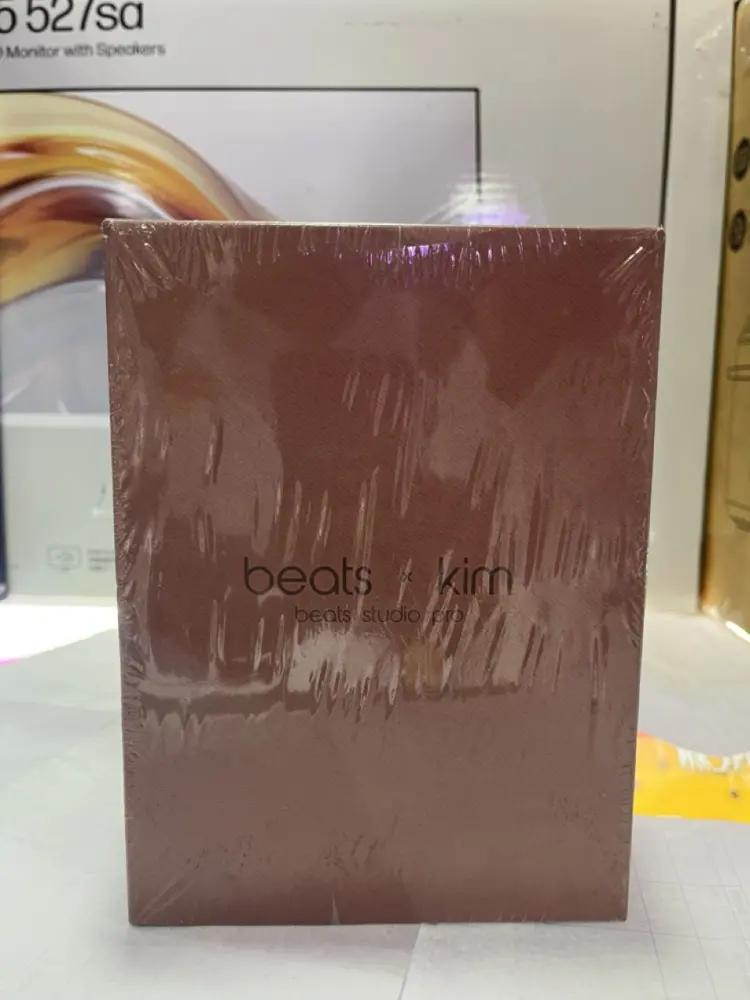 527sa
Monitor with Speakers
beats × kim
beats studio pro